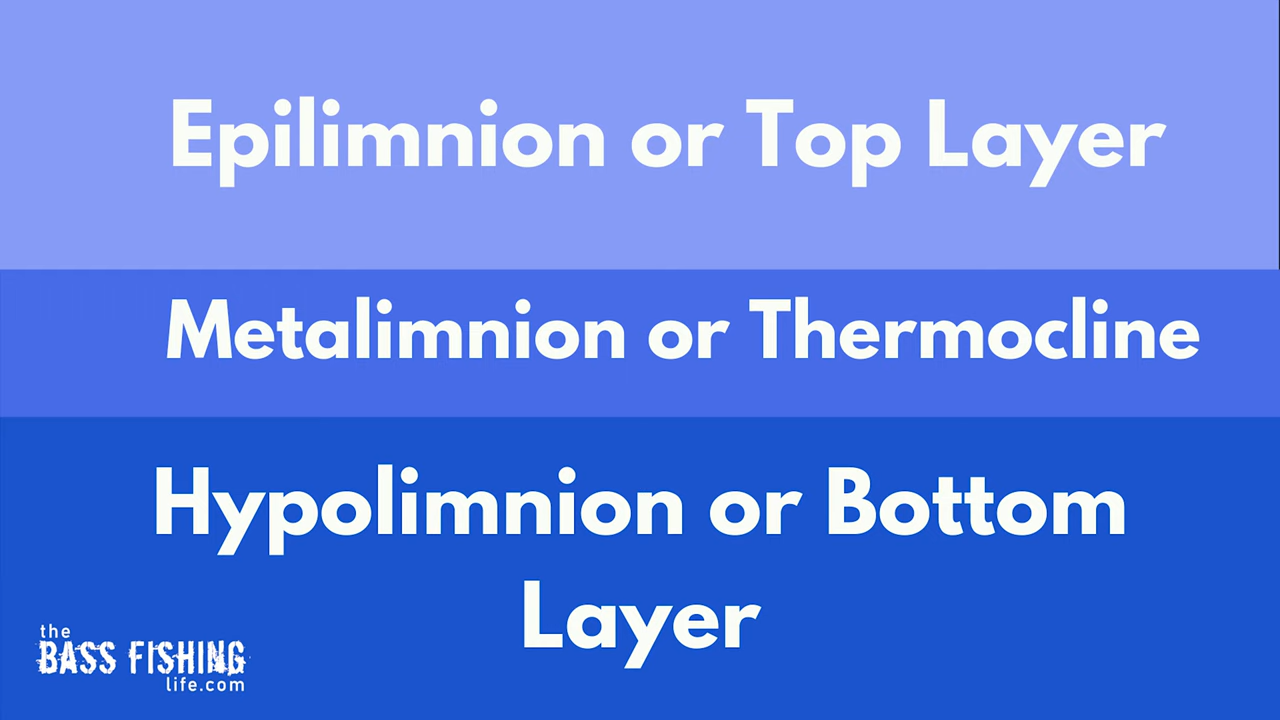 Epilimnion or Top Layer
Metalimnion or Thermocline
Hypolimnion or Bottom
Layer
the
BASS FISHING
life.com